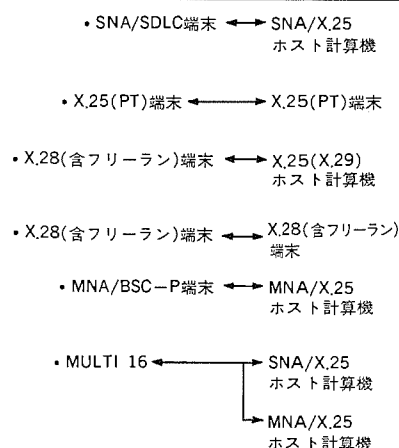 • SNA/SDLC端末 ⟷ SNA/X.25
ホスト計算機
• X.25(PT)端末 ⟷ X.25(PT)端末
• X.28(含フリーラン)端末 ⟷ X.25(X.29)
ホスト計算機
• X.28(含フリーラン)端末 ⟷ X.28(含フリーラン)
端末
• MNA/BSC−P端末 ⟷ MNA/X.25
ホスト計算機
• MULTI 16 ⟷ SNA/X.25
ホスト計算機
MNA/X.25
ホスト計算機